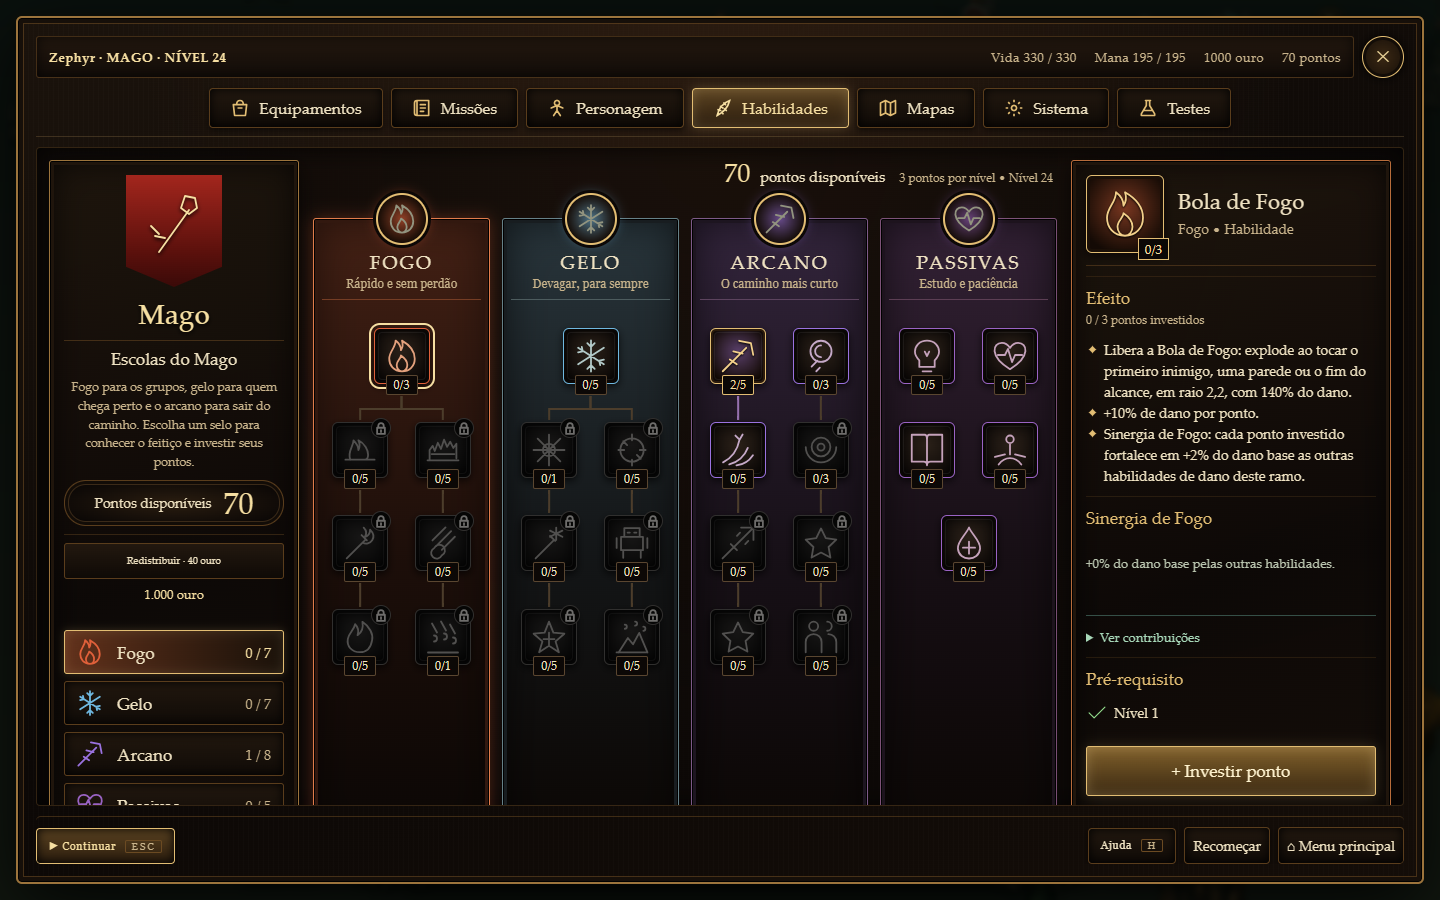 Zephyr · MAGO · NÍVEL 24
Vida 330 / 330
Mana 195 / 195
1000 ouro
70 pontos
Equipamentos
Missões
Personagem
Habilidades
Mapas
Sistema
Testes
Mago
Escolas do Mago
Fogo para os grupos, gelo para quem
chega perto e o arcano para sair do
caminho. Escolha um selo para
conhecer o feitiço e investir seus
pontos.
Pontos disponíveis 70
Redistribuir · 40 ouro
1.000 ouro
Fogo 0 / 7
Gelo 0 / 7
Arcano 1 / 8
Passivas 0 / 5
70 pontos disponíveis 3 pontos por nível • Nível 24
FOGO
Rápido e sem perdão
0/3
0/5 0/5
0/5 0/5
0/5 0/1
GELO
Devagar, para sempre
0/5
0/1 0/5
0/5 0/5
0/5 0/5
ARCANO
O caminho mais curto
2/5 0/3
0/5 0/3
0/5 0/5
0/5 0/5
PASSIVAS
Estudo e paciência
0/5 0/5
0/5 0/5
0/5
Bola de Fogo
Fogo • Habilidade
0/3
Efeito
0 / 3 pontos investidos
Libera a Bola de Fogo: explode ao tocar o
primeiro inimigo, uma parede ou o fim do
alcance, em raio 2,2, com 140% do dano.
+10% de dano por ponto.
Sinergia de Fogo: cada ponto investido
fortalece em +2% do dano base as outras
habilidades de dano deste ramo.
Sinergia de Fogo
+0% do dano base pelas outras habilidades.
Ver contribuições
Pré-requisito
Nível 1
+ Investir ponto
Continuar ESC
Ajuda H
Recomeçar
Menu principal